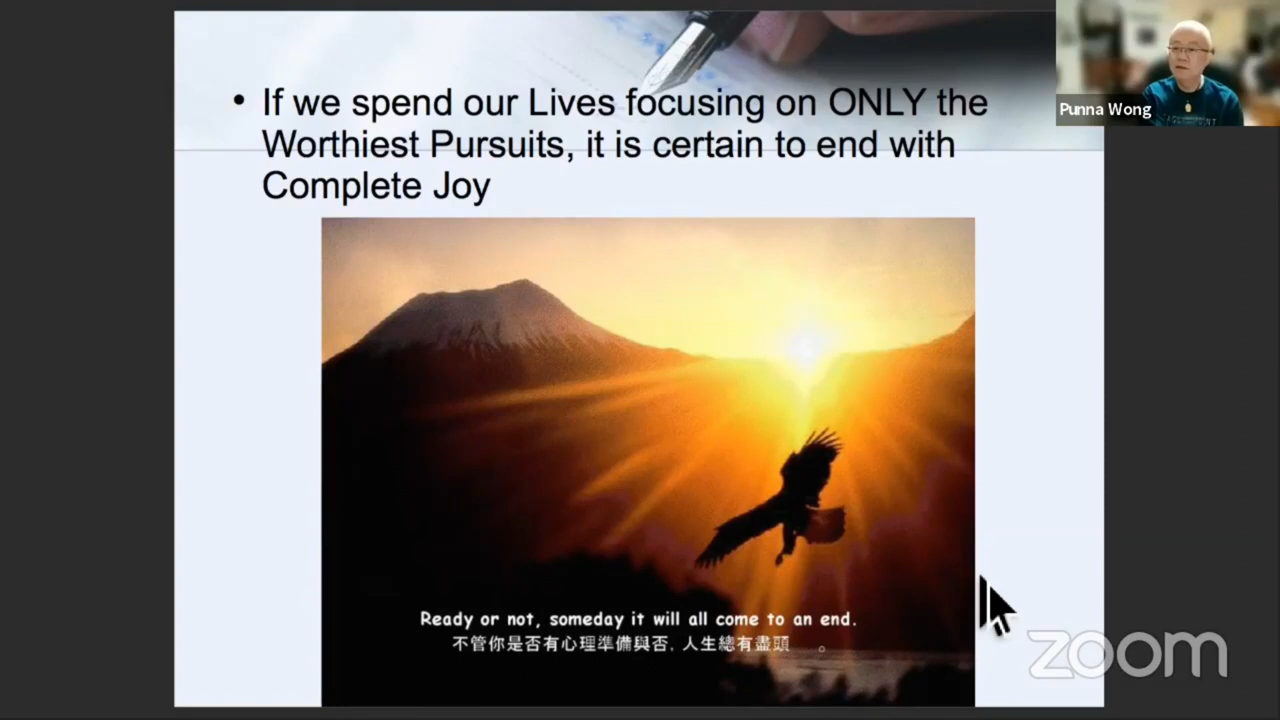 • If we spend our Lives focusing on ONLY the
Worthiest Pursuits, it is certain to end with
Complete Joy
Punna Wong
Ready or not, someday it will all come to an end.
不管你是否有心理準備與否, 人生總有盡頭 。
zoom